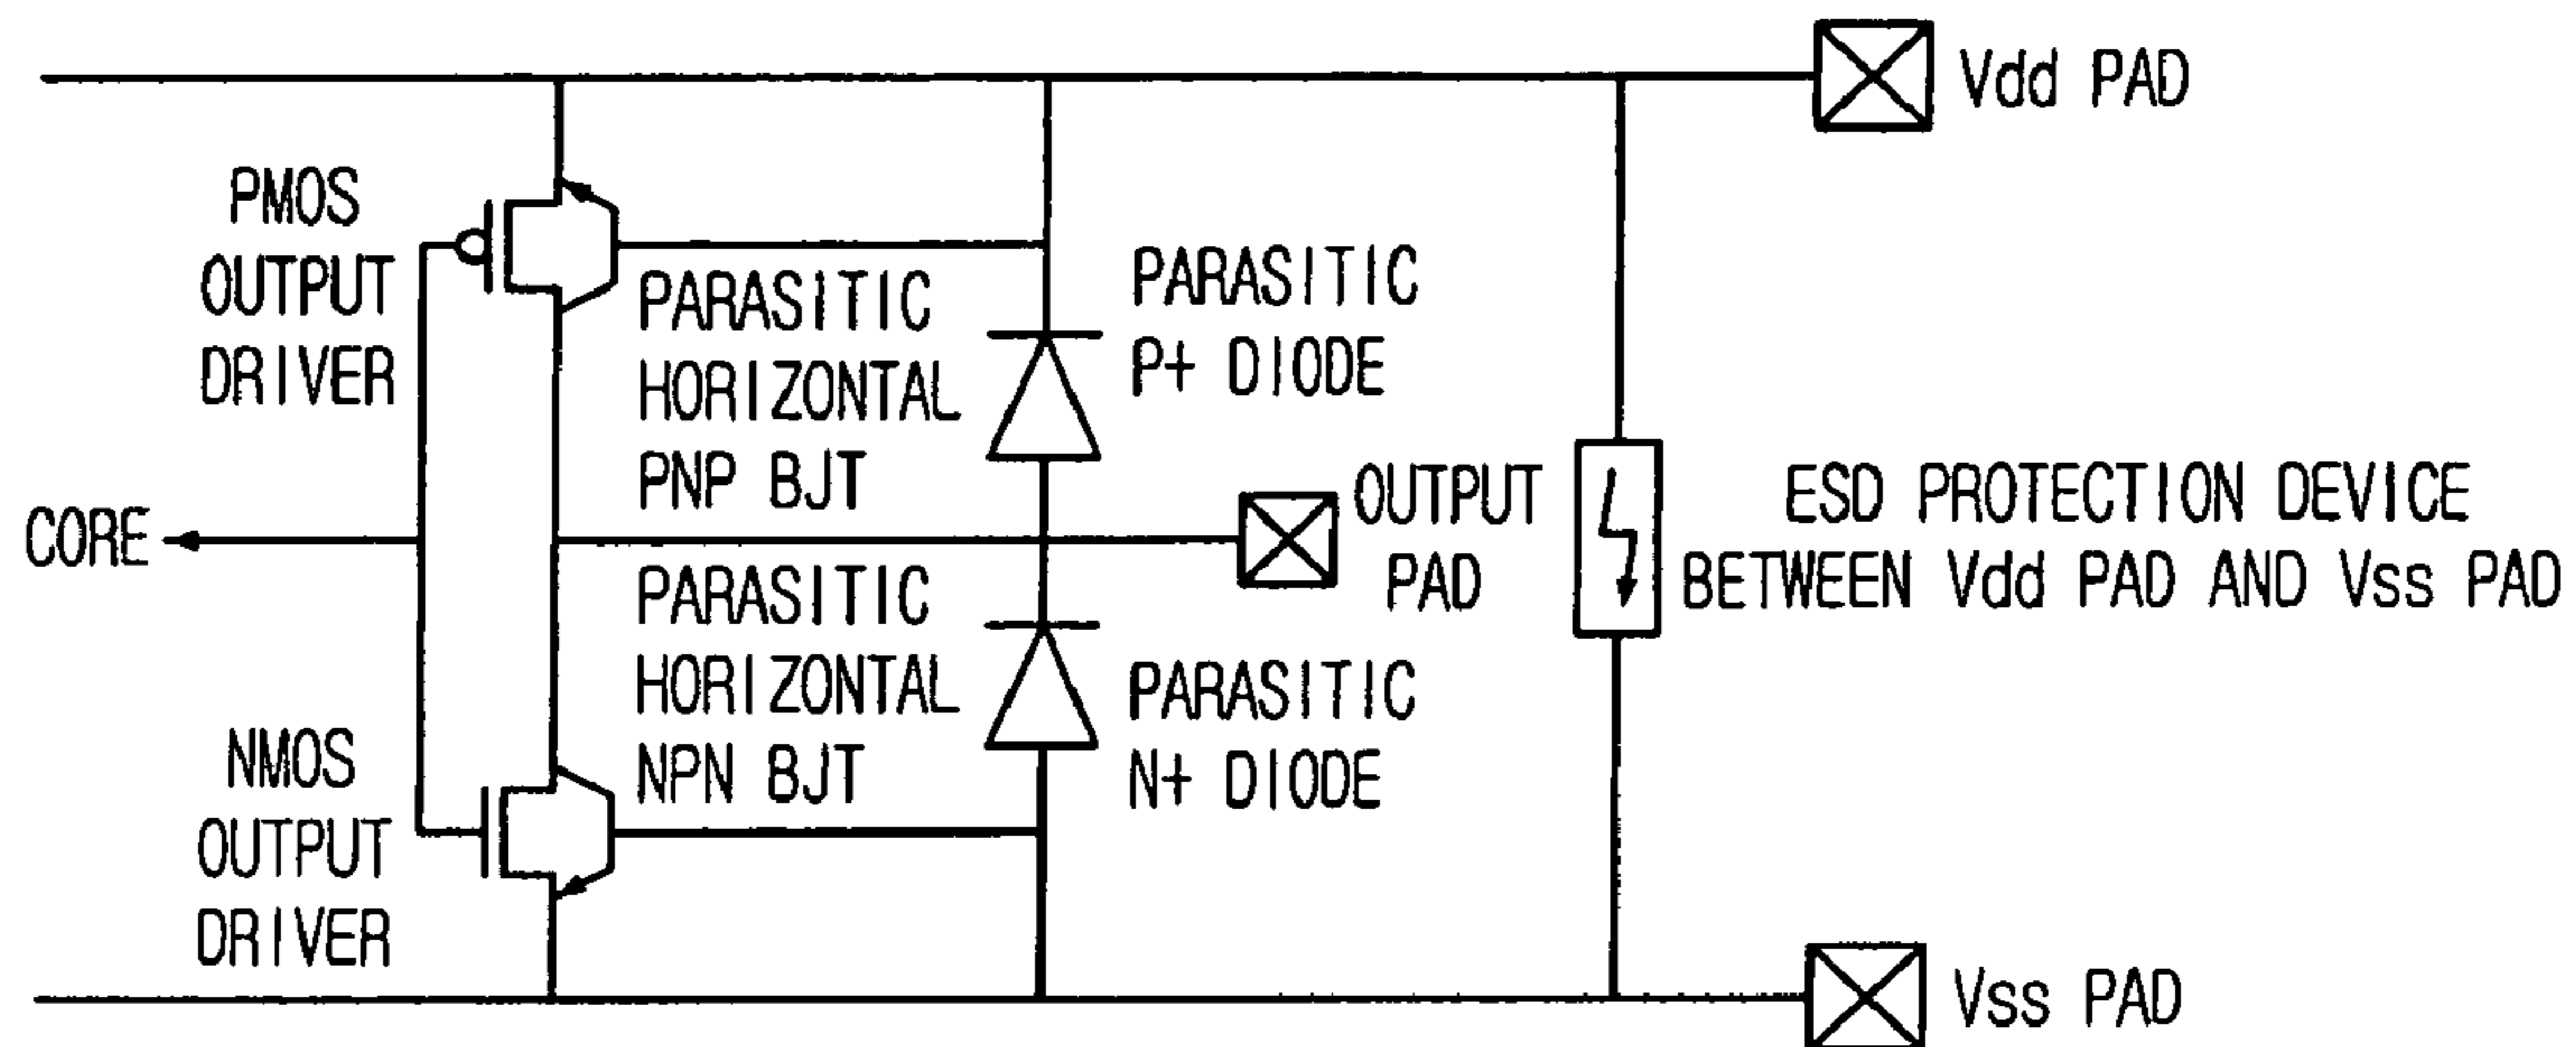 Vdd PAD
PMOS
OUTPUT
DRIVER
PARASITIC
HORIZONTAL
PNP BJT
PARASITIC
P+ DIODE
CORE
OUTPUT
PAD
ESD PROTECTION DEVICE
BETWEEN Vdd PAD AND Vss PAD
PARASITIC
HORIZONTAL
NPN BJT
PARASITIC
N+ DIODE
NMOS
OUTPUT
DRIVER
Vss PAD